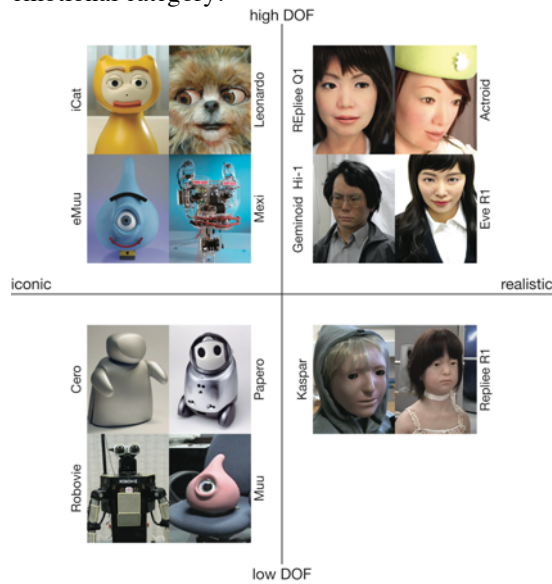 emotional category.
high DOF
iCat
Leonardo
REpliee Q1
Actroid
eMuu
Mexi
Geminoid Hi-1
Eve R1
iconic
realistic
Cero
Papero
Kaspar
Repliee R1
Robovie
Muu
ROBOVIE
low DOF